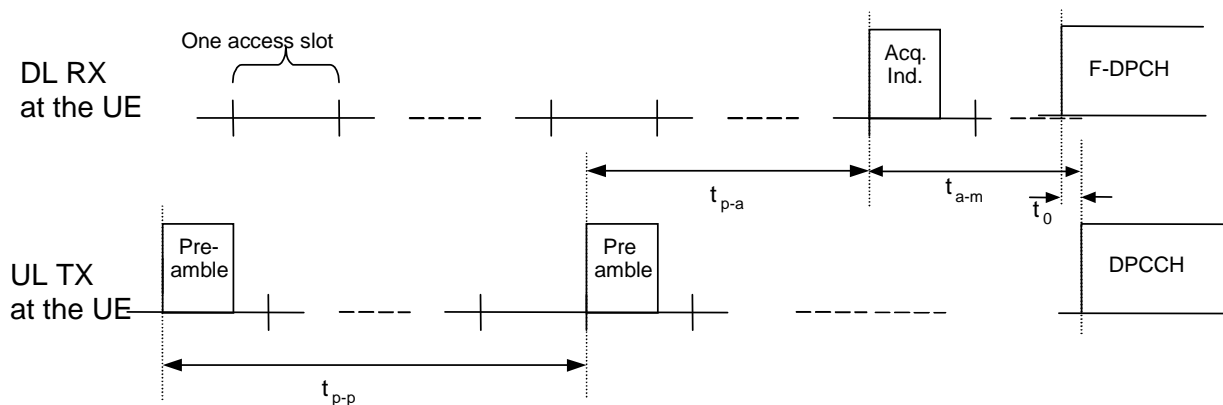 One access slot
DL RX
at the UE
Acq.
Ind.
F-DPCH
t p-a
t a-m
t 0
UL TX
at the UE
Pre-
amble
Pre
amble
DPCCH
t p-p